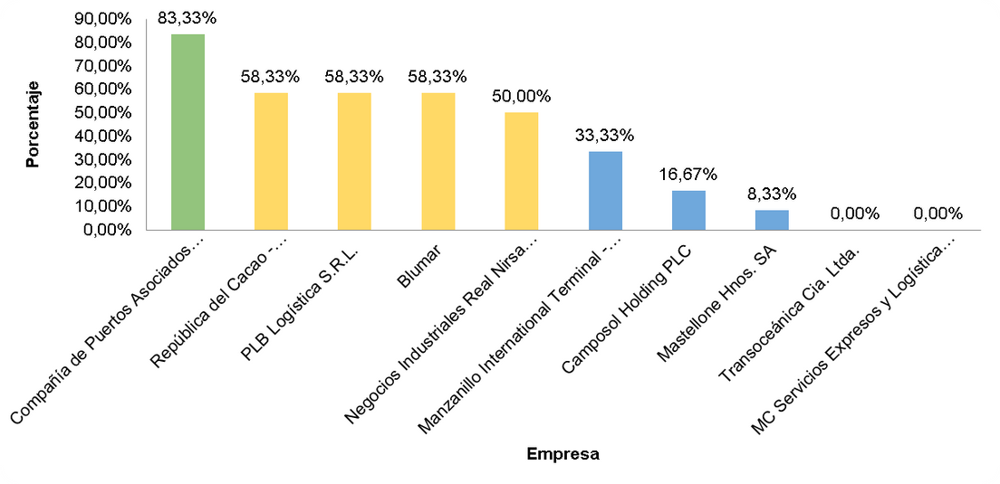 Porcentaje
90,00%
80,00%
70,00%
60,00%
50,00%
40,00%
30,00%
20,00%
10,00%
0,00%
83,33%
58,33%
58,33%
58,33%
50,00%
33,33%
16,67%
8,33%
0,00%
0,00%
Compañía de Puertos Asociados…
República del Cacao -…
PLB Logística S.R.L.
Blumar
Negocios Industriales Real Nirsa…
Manzanillo International Terminal -…
Camposol Holding PLC
Mastellone Hnos. SA
Transoceánica Cia. Ltda.
MC Servicios Expresos y Logística…
Empresa